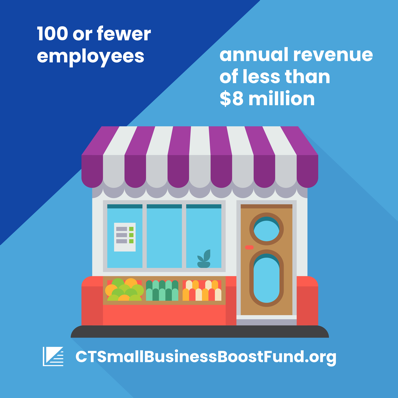 100 or fewer
employees
annual revenue
of less than
$8 million
CTSmallBusinessBoostFund.org